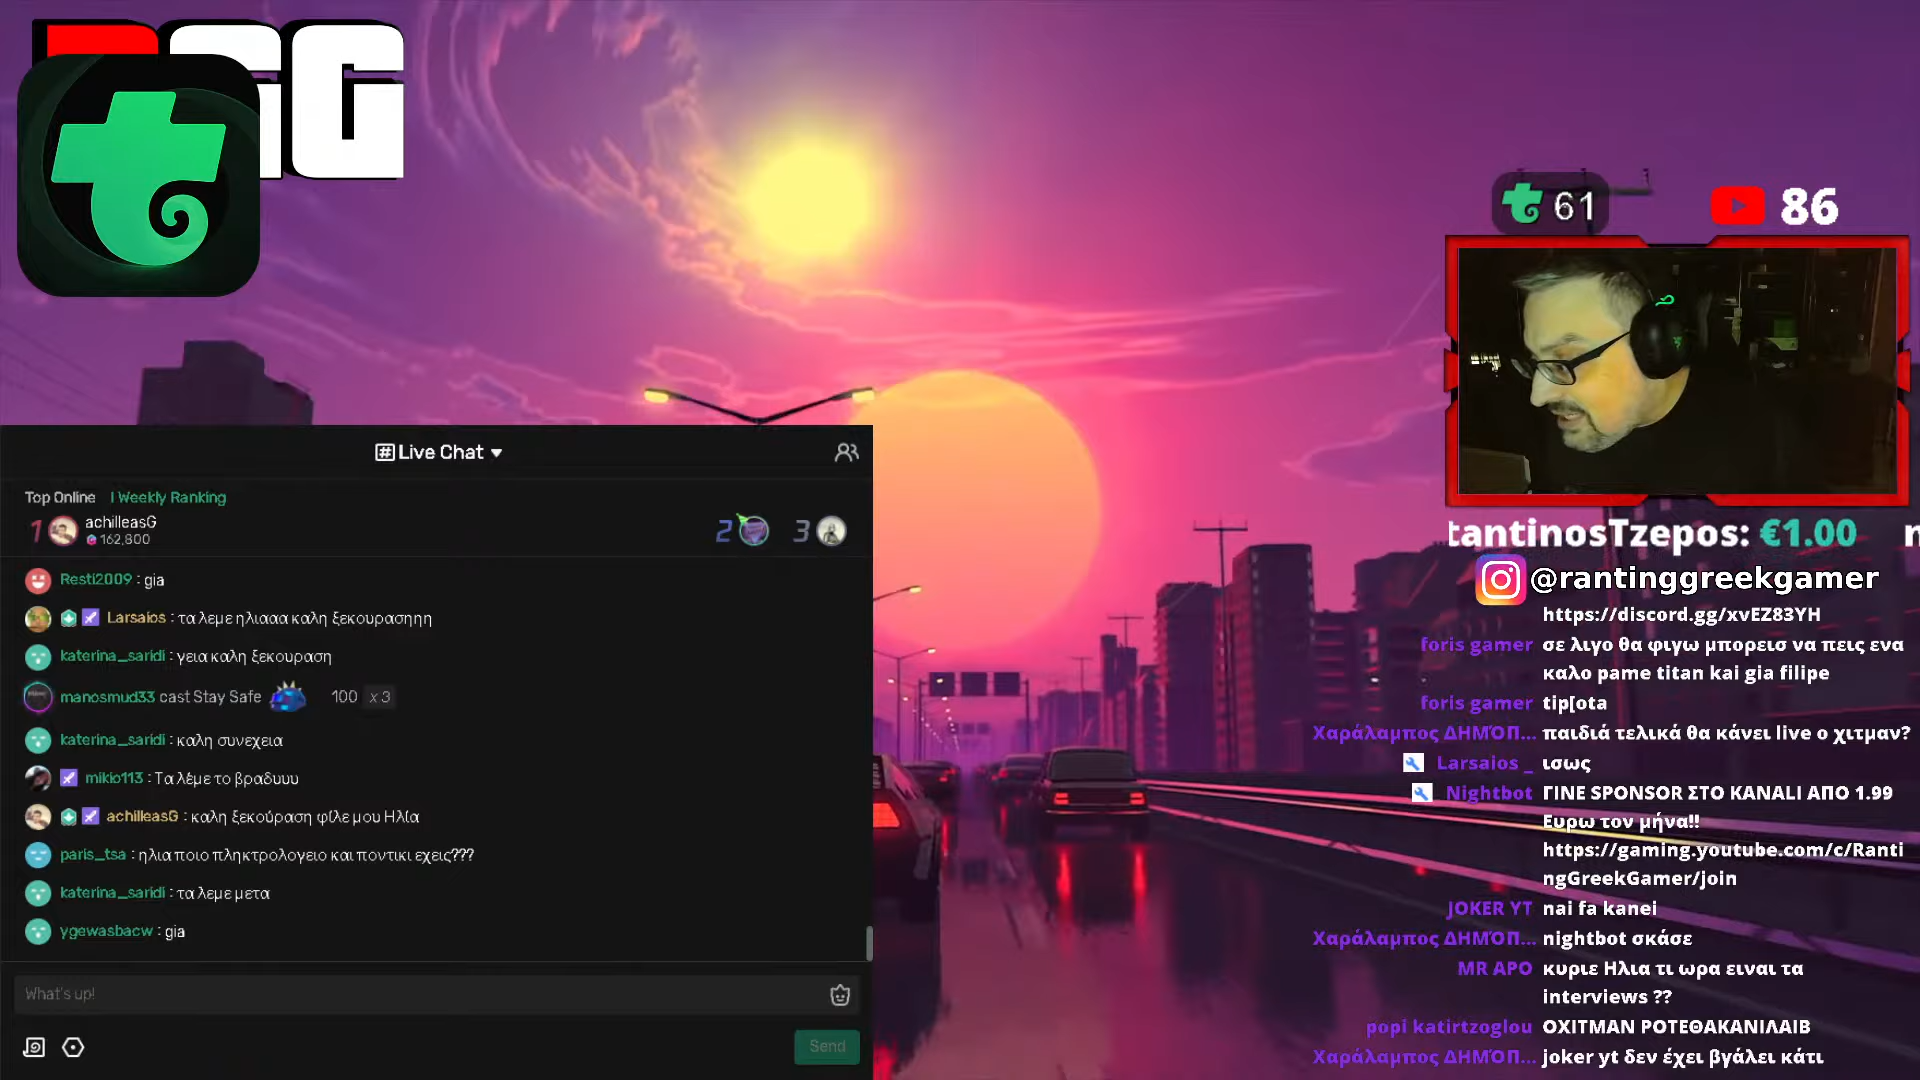 61
86
#Live Chat
Top Online | Weekly Ranking
1 achilleasG
162,800
2
3
Resti2009 : gia
Larsaios : τα λεμε ηλιααα καλη ξεκουρασηηη
katerina_saridi : γεια καλη ξεκουραση
manosmud33 cast Stay Safe 100 x 3
katerina_saridi : καλη συνεχεια
mikio113 : Τα λέμε το βραδυυυ
achilleasG : καλη ξεκούραση φίλε μου Ηλία
paris_tsa : ηλια ποιο πληκτρολογειο και ποντικι εχεις???
katerina_saridi : τα λεμε μετα
ygewasbacw : gia
What's up!
Send
tantinosTzepos: €1.00
@rantinggreekgamer
https://discord.gg/xvEZ83YH
foris gamer σε λιγο θα φιγω μπορεισ να πεις ενα
καλο pame titan kai gia filipe
foris gamer tip[ota
Χαράλαμπος ΔΗΜΌΠ... παιδιά τελικά θα κάνει live ο χιτμαν?
Larsaios _ ισως
Nightbot ΓΙΝΕ SPONSOR ΣΤΟ KANALI ΑΠΟ 1.99
Ευρω τον μήνα!!
https://gaming.youtube.com/c/Ranti
ngGreekGamer/join
JOKER YT nai fa kanei
Χαράλαμπος ΔΗΜΌΠ... nightbot σκάσε
MR APO κυριε Ηλια τι ωρα ειναι τα
interviews ??
popi katirtzoglou ΟΧΙΤΜΑΝ ΡΟΤΕΘΑΚΑΝΙΛΑΙΒ
Χαράλαμπος ΔΗΜΌΠ... joker yt δεν έχει βγάλει κάτι